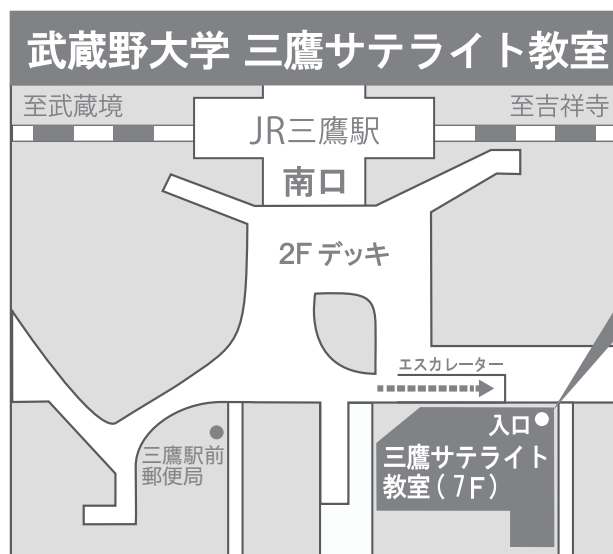 武蔵野大学 三鷹サテライト教室
至武蔵境
至吉祥寺
JR三鷹駅
南口
2F デッキ
エスカレーター
入口
三鷹駅前
郵便局
三鷹サテライト
教室(7F)